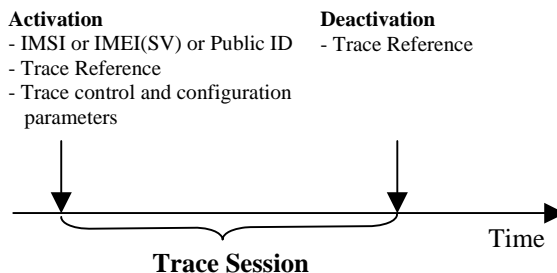 Activation
- IMSI or IMEI(SV) or Public ID
- Trace Reference
- Trace control and configuration
parameters
Deactivation
- Trace Reference
Time
Trace Session